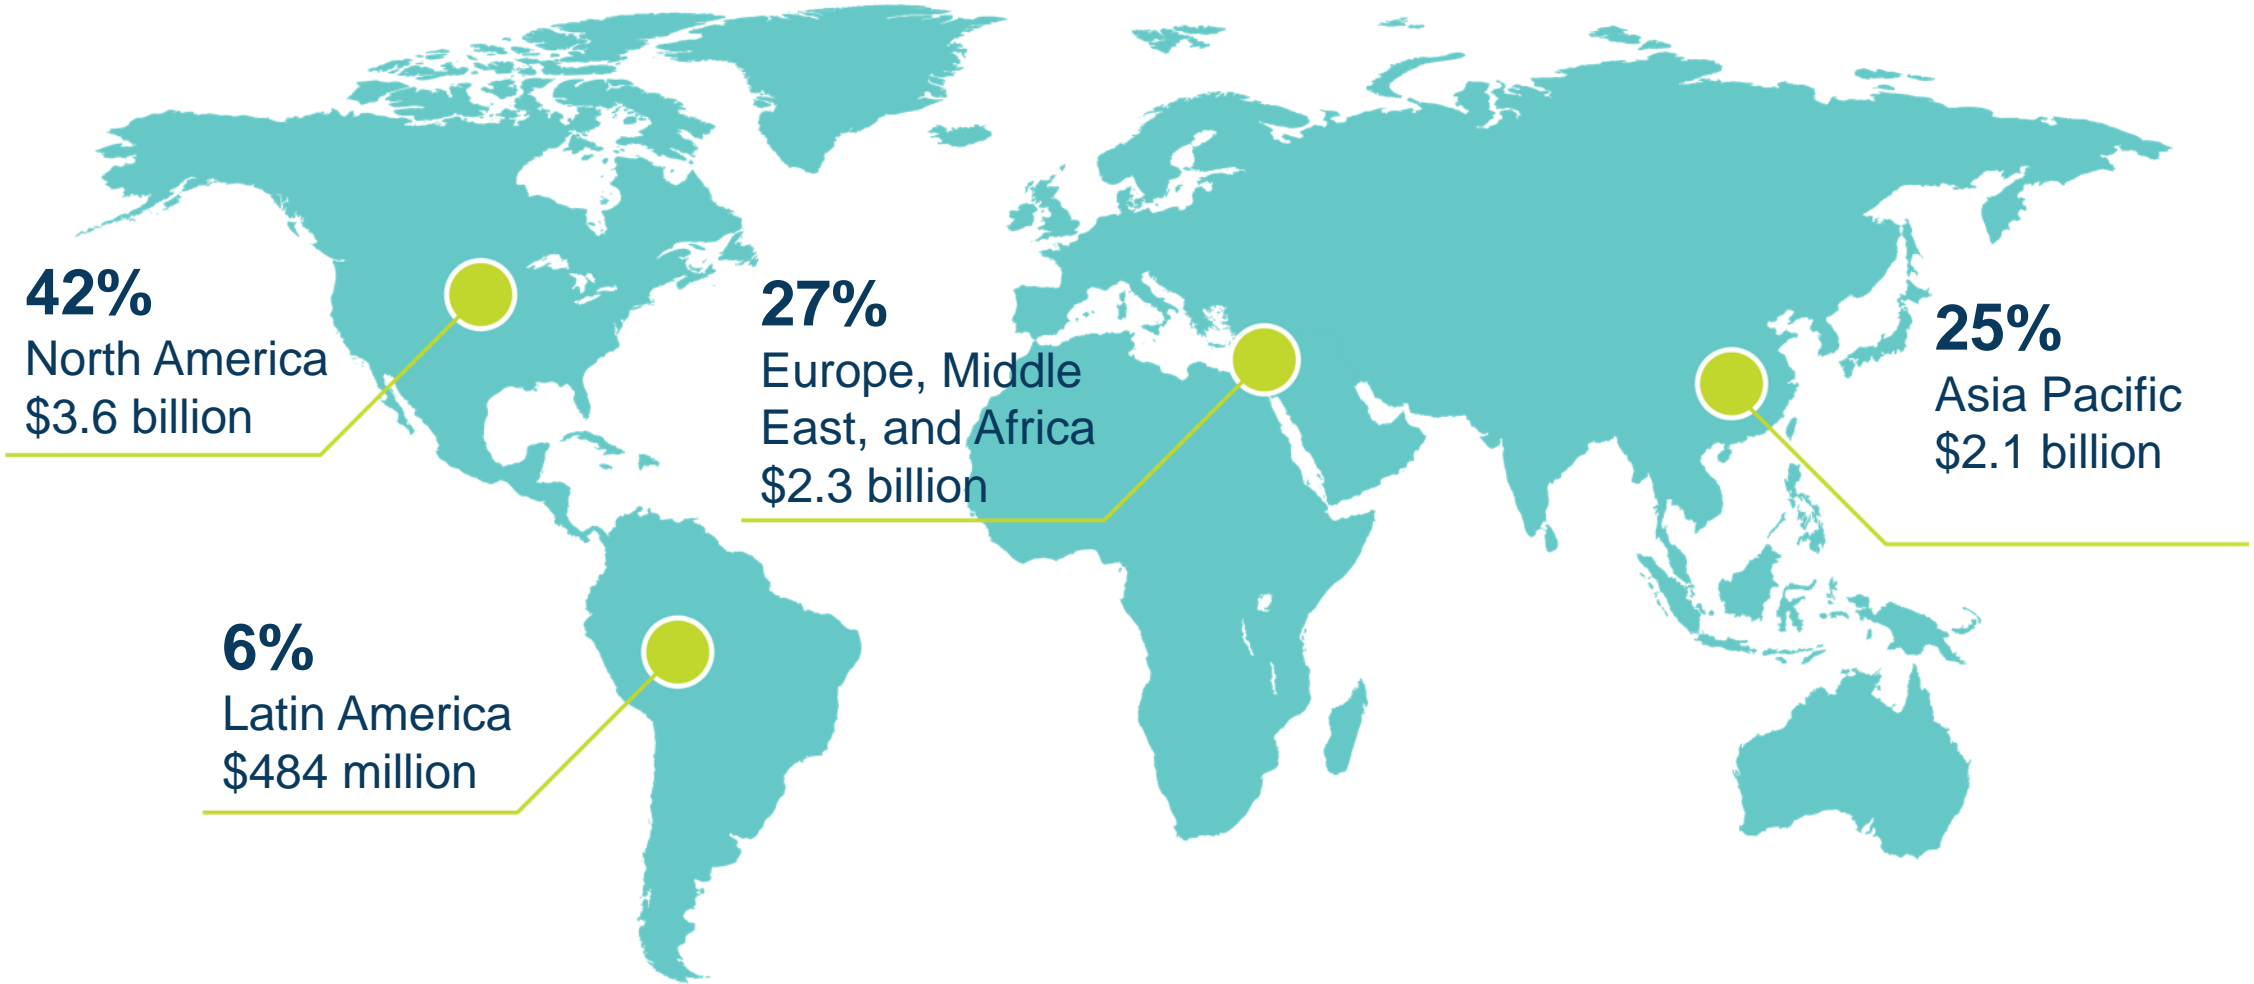 42%
North America
$3.6 billion
27%
Europe, Middle
East, and Africa
$2.3 billion
25%
Asia Pacific
$2.1 billion
6%
Latin America
$484 million